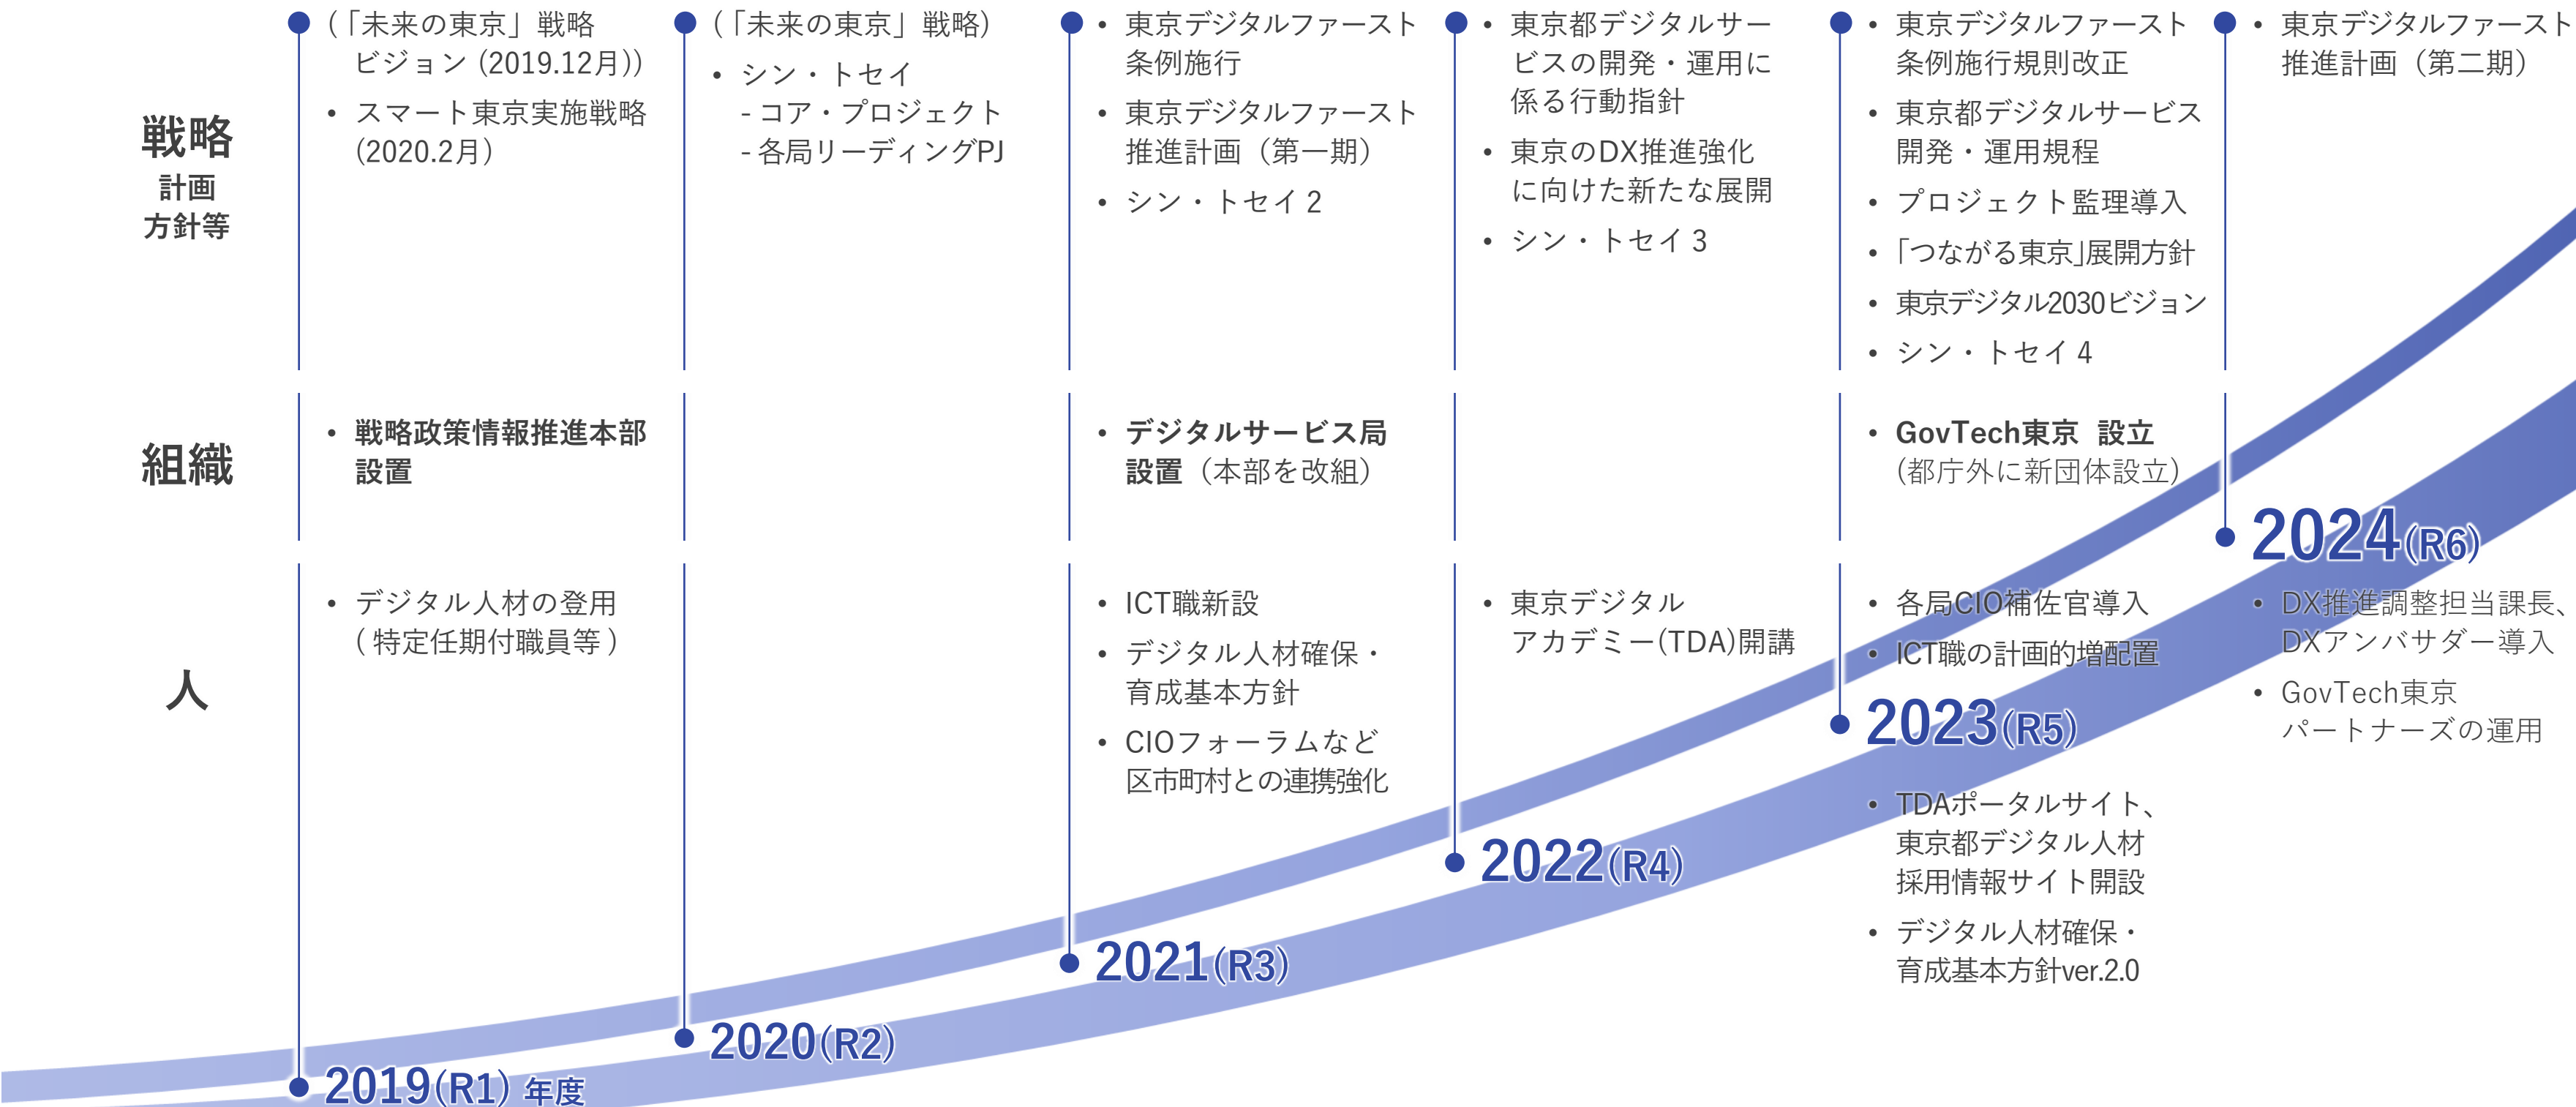 戦略
計画
方針等
（「未来の東京」戦略
ビジョン (2019.12月)）
• スマート東京実施戦略
(2020.2月)
（「未来の東京」戦略）
• シン・トセイ
- コア・プロジェクト
- 各局リーディングPJ
• 東京デジタルファースト
条例施行
• 東京デジタルファースト
推進計画（第一期）
• シン・トセイ 2
• 東京都デジタルサー
ビスの開発・運用に
係る行動指針
• 東京のDX推進強化
に向けた新たな展開
• シン・トセイ 3
• 東京デジタルファースト
条例施行規則改正
• 東京都デジタルサービス
開発・運用規程
• プロジェクト監理導入
• 「つながる東京」展開方針
• 東京デジタル2030ビジョン
• シン・トセイ 4
• 東京デジタルファースト
推進計画（第二期）
組織
• 戦略政策情報推進本部
設置
• デジタルサービス局
設置（本部を改組）
• GovTech東京 設立
（都庁外に新団体設立）
人
• デジタル人材の登用
( 特定任期付職員等 )
• ICT職新設
• デジタル人材確保・
育成基本方針
• CIOフォーラムなど
区市町村との連携強化
• 東京デジタル
アカデミー(TDA)開講
• 各局CIO補佐官導入
• ICT職の計画的増配置
• TDAポータルサイト、
東京都デジタル人材
採用情報サイト開設
• デジタル人材確保・
育成基本方針ver.2.0
• DX推進調整担当課長、
DXアンバサダー導入
• GovTech東京
パートナーズの運用
2019(R1) 年度
2020(R2)
2021(R3)
2022(R4)
2023(R5)
2024(R6)